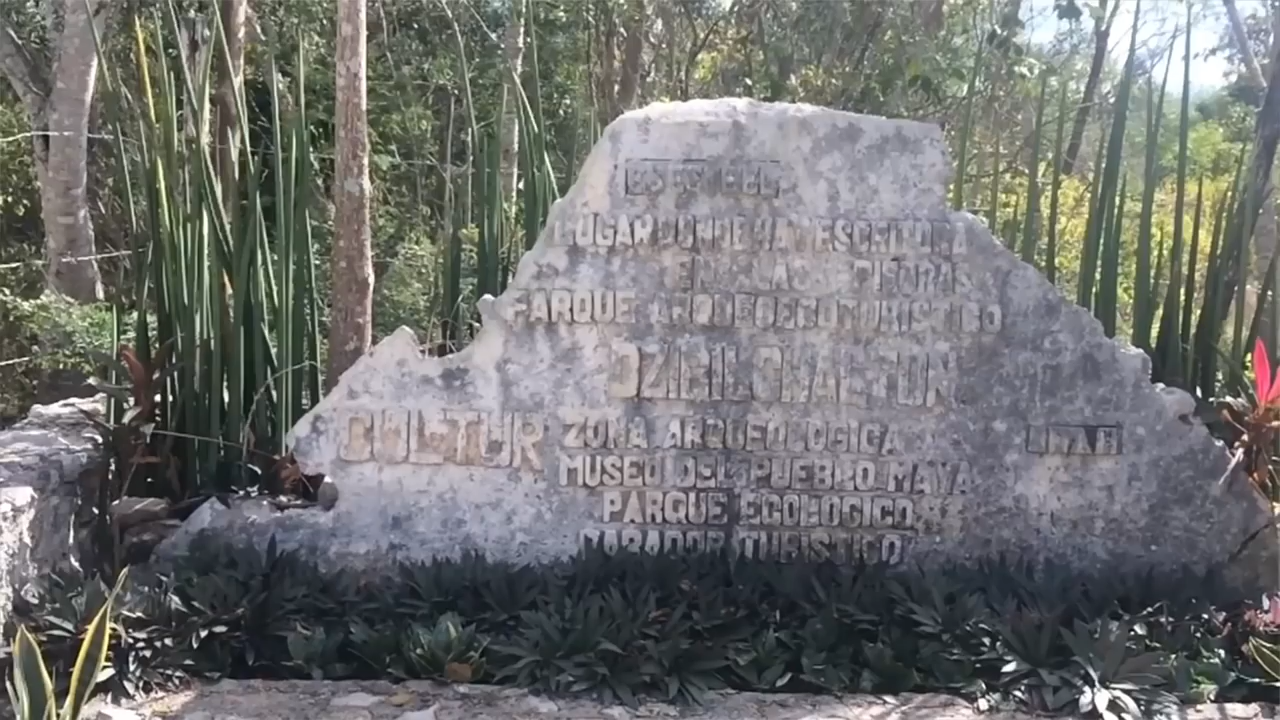 LUGAR DONDE HAY ESCRITURA
EN LAS PIEDRAS
PARQUE ARQUEOECOTURISTICO
DZIBILCHALTUN
CULTUR
ZONA ARQUEOLOGICA
INAH
MUSEO DEL PUEBLO MAYA
PARQUE ECOLOGICO
PARADOR TURISTICO